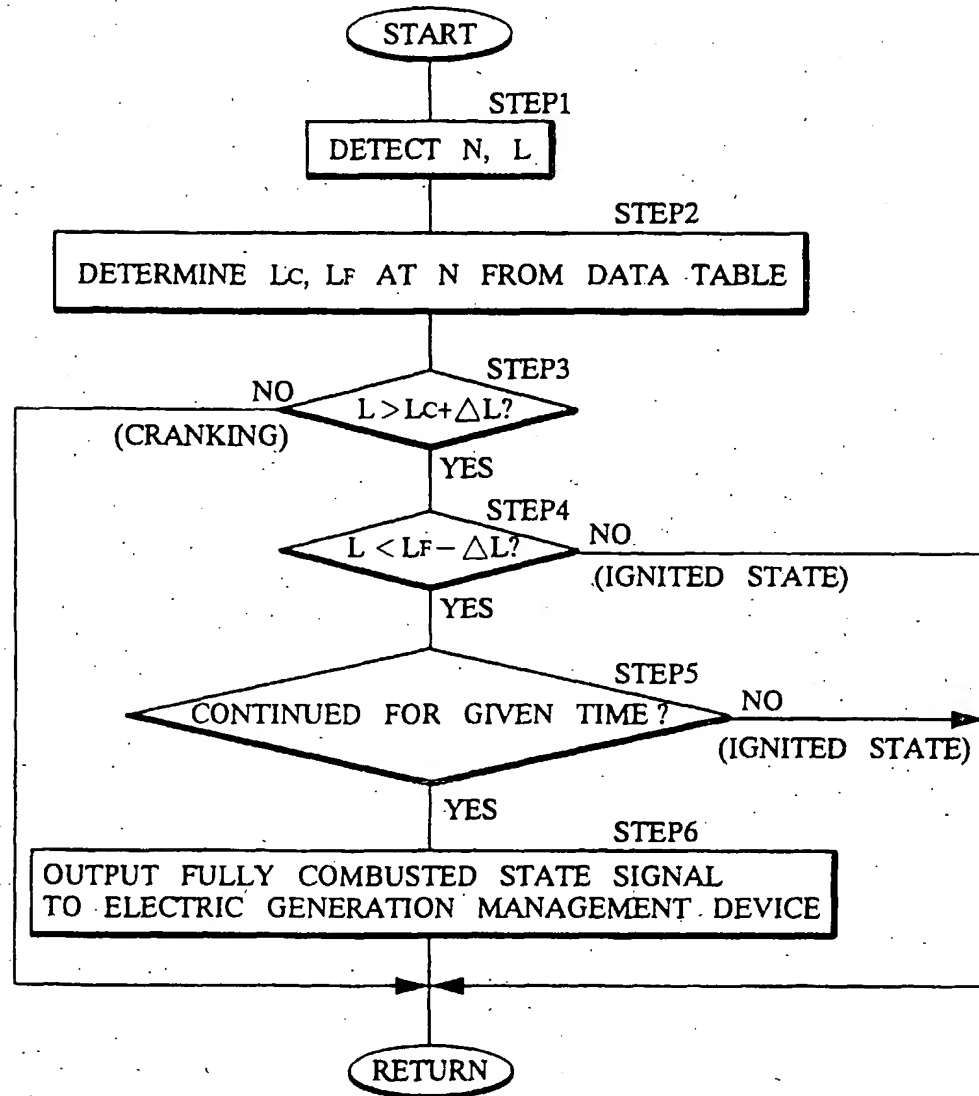 START
STEP1
DETECT N, L
STEP2
DETERMINE LC, LF AT N FROM DATA TABLE
STEP3
NO
L > LC + △L?
(CRANKING)
YES
STEP4
NO
L < LF − △L?
(IGNITED STATE)
YES
STEP5
NO
CONTINUED FOR GIVEN TIME ?
(IGNITED STATE)
YES
STEP6
OUTPUT FULLY COMBUSTED STATE SIGNAL
TO ELECTRIC GENERATION MANAGEMENT DEVICE
RETURN